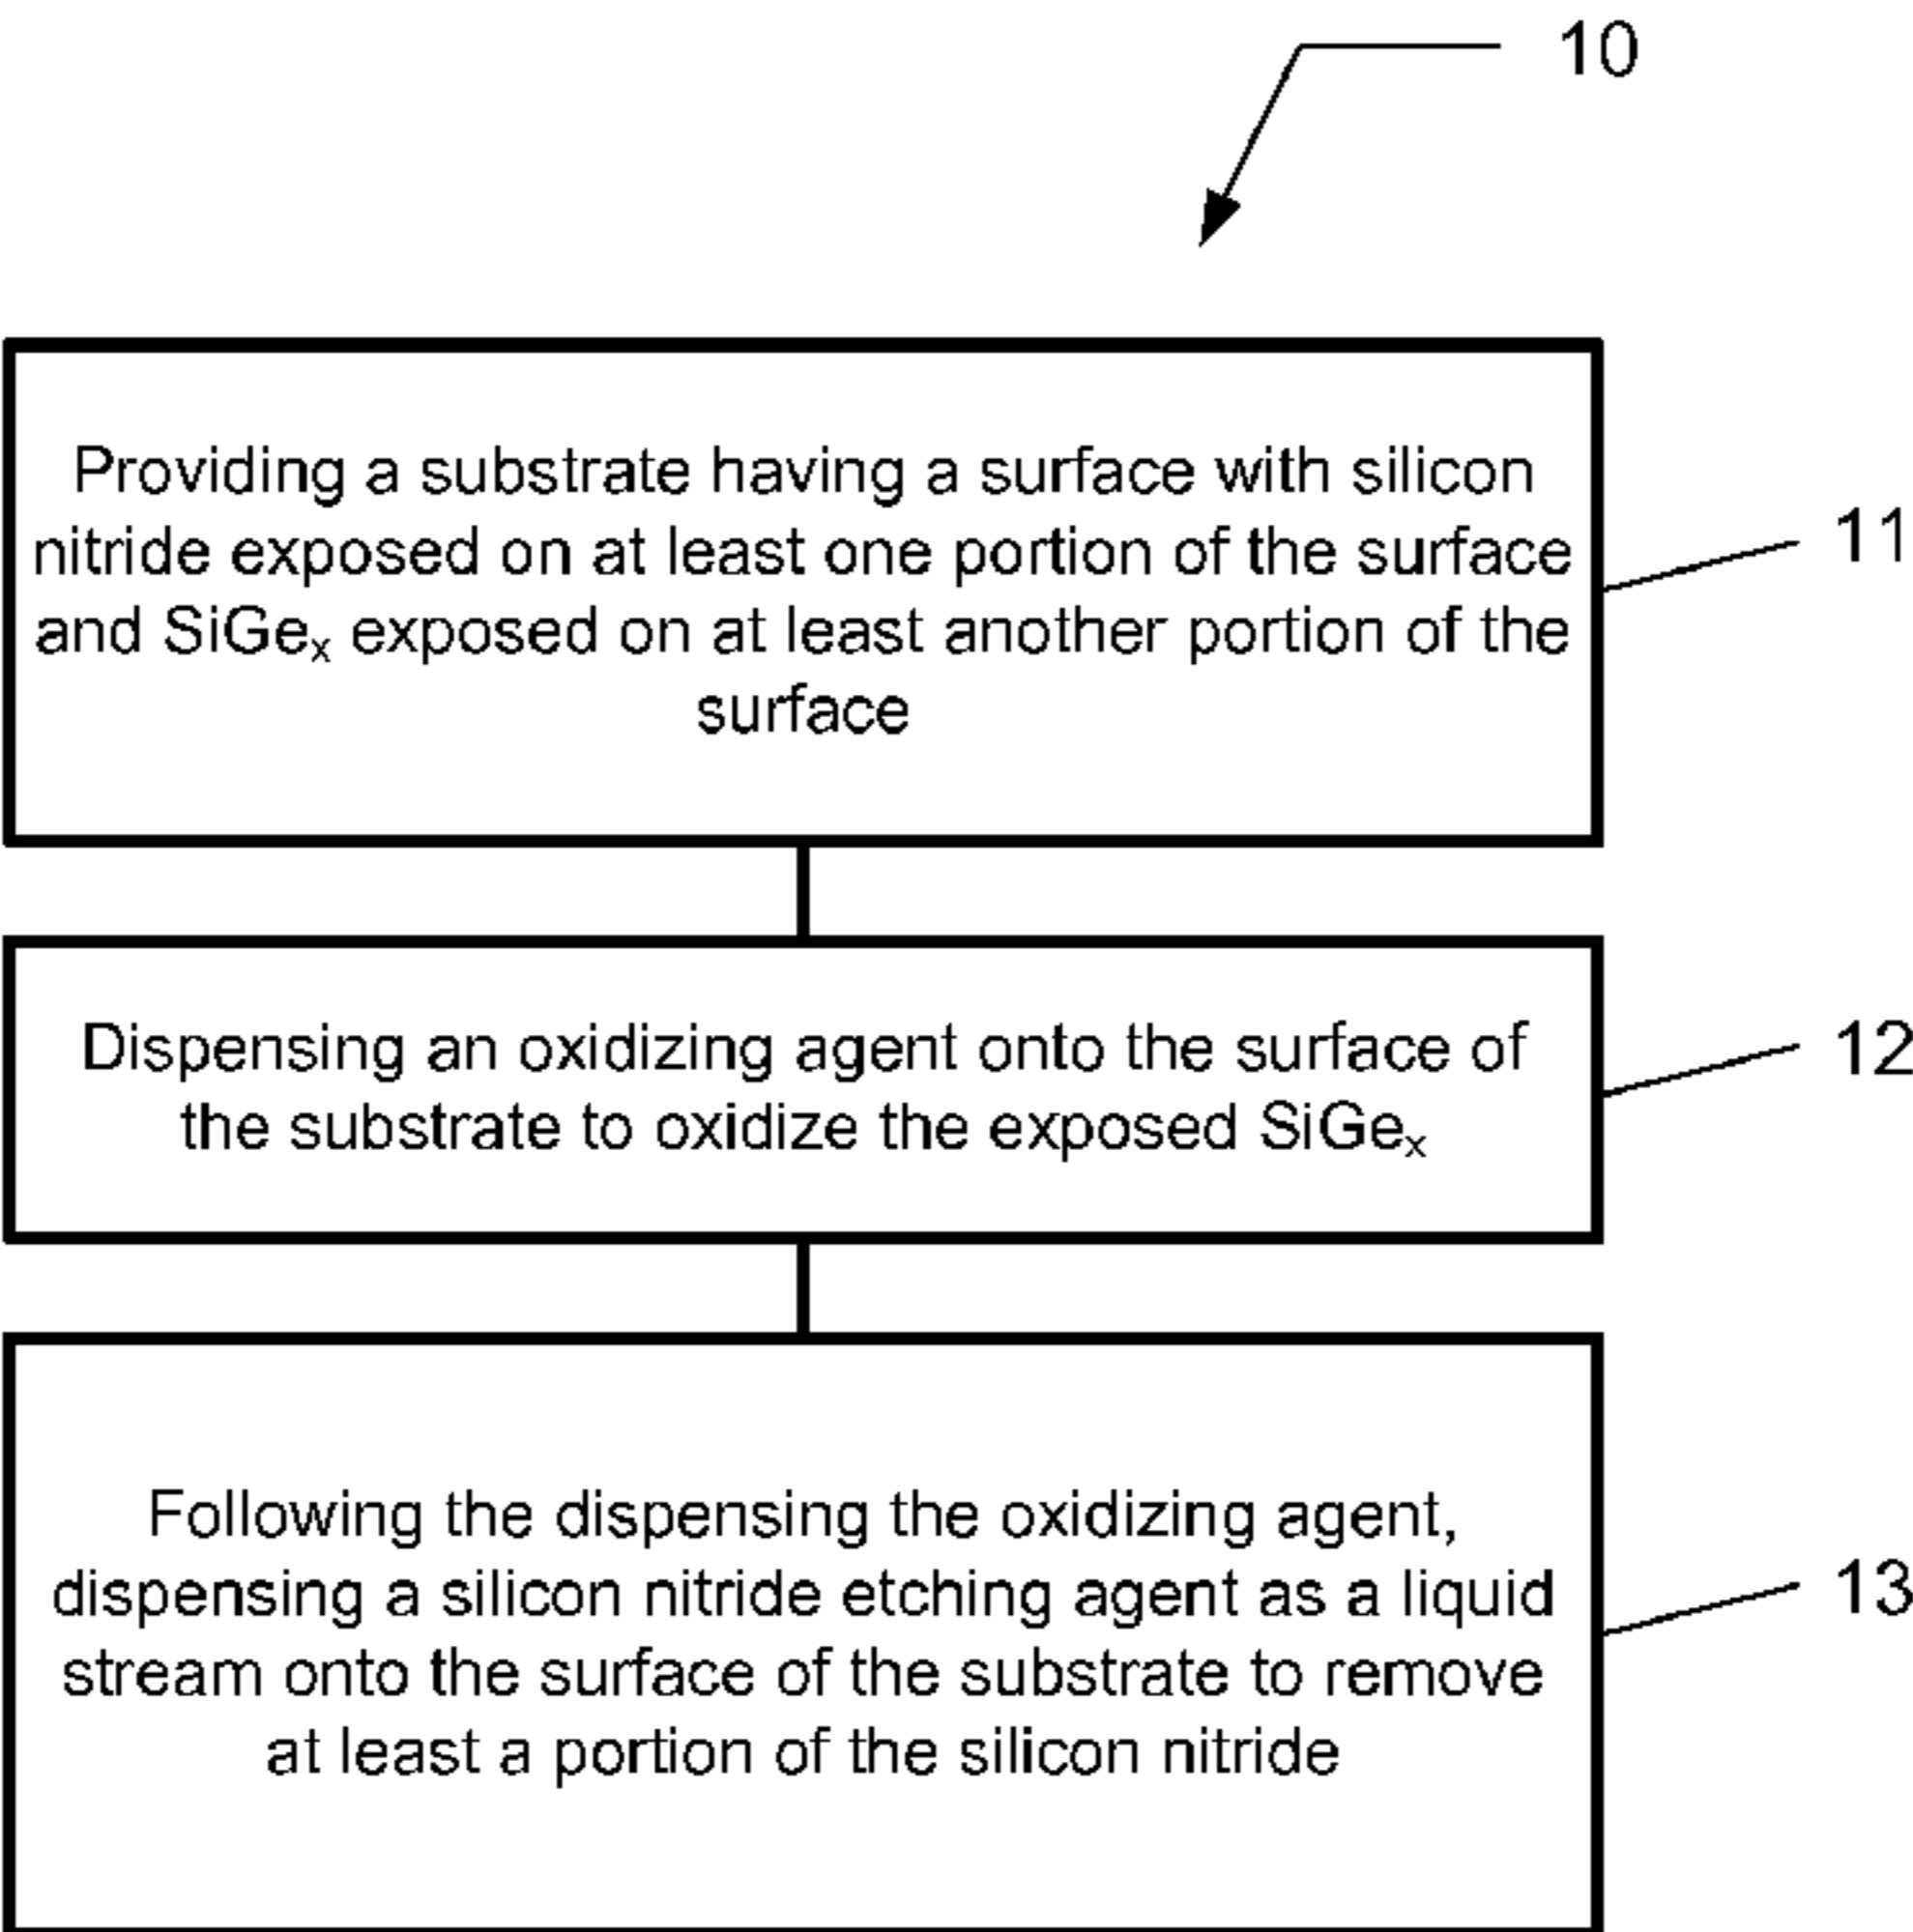 10
Providing a substrate having a surface with silicon
nitride exposed on at least one portion of the surface
and SiGeₓ exposed on at least another portion of the
surface
11
Dispensing an oxidizing agent onto the surface of
the substrate to oxidize the exposed SiGeₓ
12
Following the dispensing the oxidizing agent,
dispensing a silicon nitride etching agent as a liquid
stream onto the surface of the substrate to remove
at least a portion of the silicon nitride
13